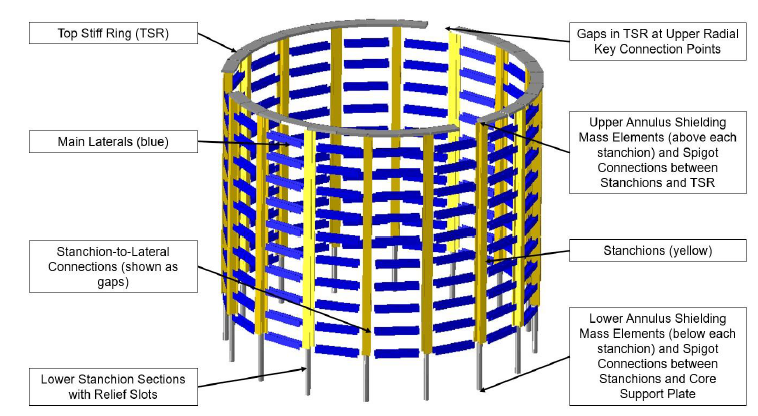 Top Stiff Ring (TSR)
Gaps in TSR at Upper Radial
Key Connection Points
Main Laterals (blue)
Upper Annulus Shielding
Mass Elements (above each
stanchion) and Spigot
Connections between
Stanchions and TSR
Stanchion-to-Lateral
Connections (shown as
gaps)
Stanchions (yellow)
Lower Stanchion Sections
with Relief Slots
Lower Annulus Shielding
Mass Elements (below each
stanchion) and Spigot
Connections between
Stanchions and Core
Support Plate